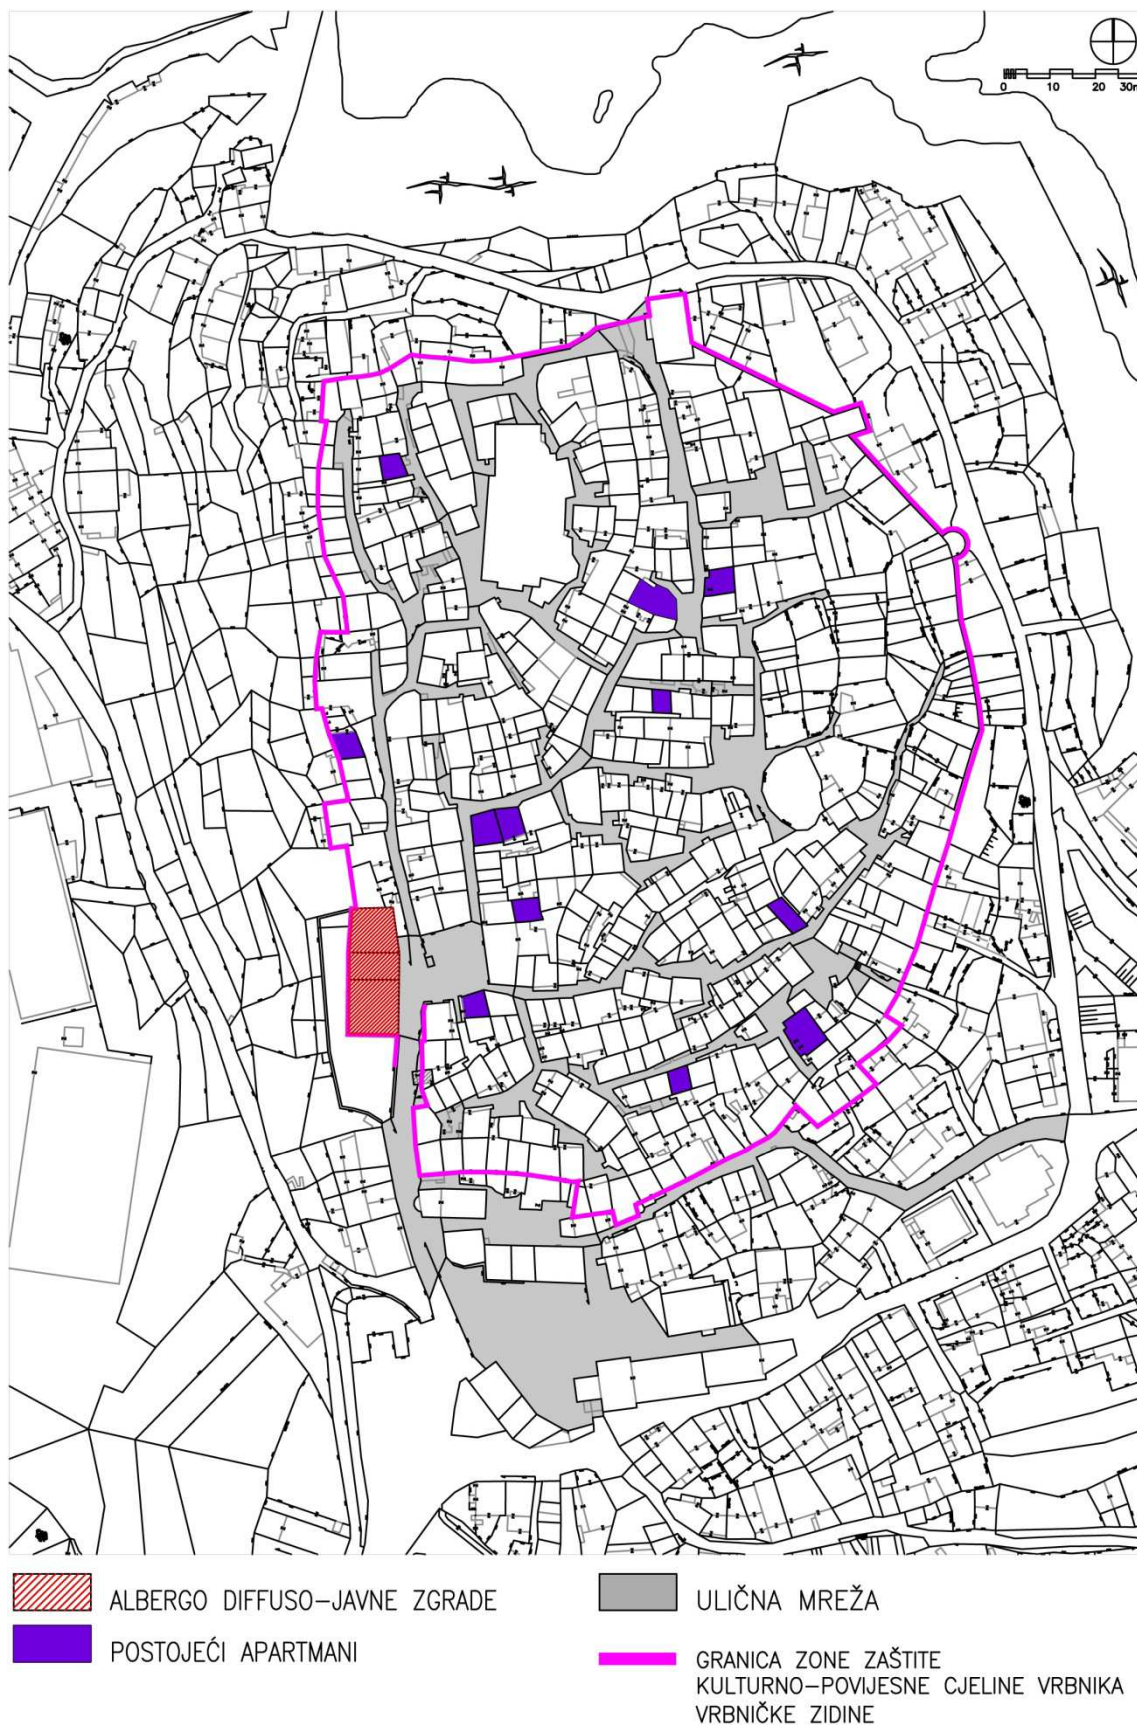 0 10 20 30m
ALBERGO DIFFUSO-JAVNE ZGRADE
POSTOJEĆI APARTMANI
ULIČNA MREŽA
GRANICA ZONE ZAŠTITE
KULTURNO-POVIJESNE CJELINE VRBNIKA
VRBNIČKE ZIDINE